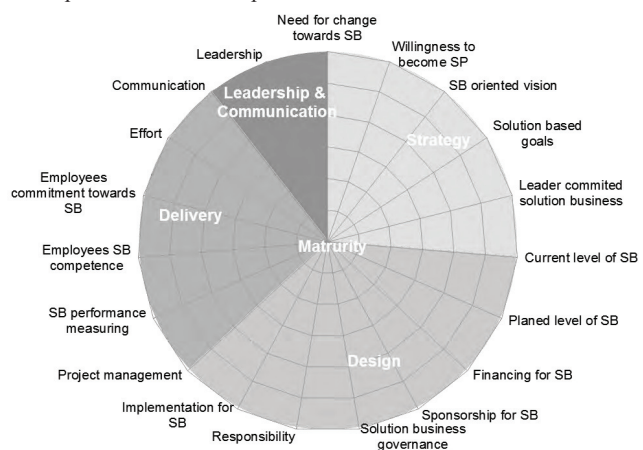 Need for change
towards SB
Willingness to
become SP
SB oriented vision
Solution based
goals
Leader commited
solution business
Current level of SB
Planed level of SB
Financing for SB
Sponsorship for SB
Solution business
governance
Responsibility
Implementation for
SB
Project management
SB performance
measuring
Employees SB
competence
Employees
commitment towards
SB
Effort
Communication
Leadership
Leadership &
Communication
Strategy
Delivery
Matrurity
Design